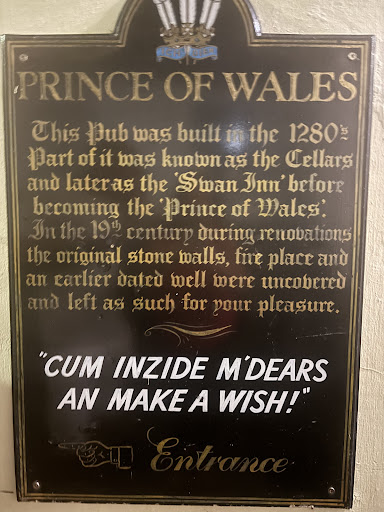 PRINCE OF WALES
This Pub was built in the 1280's
Part of it was known as the Cellars
and later as the 'Swan Inn' before
becoming the 'Prince of Wales'.
In the 19th century during renovations
the original stone walls, fire place and
an earlier dated well were uncovered
and left as such for your pleasure.
"CUM INZIDE M'DEARS
AN MAKE A WISH!"
Entrance